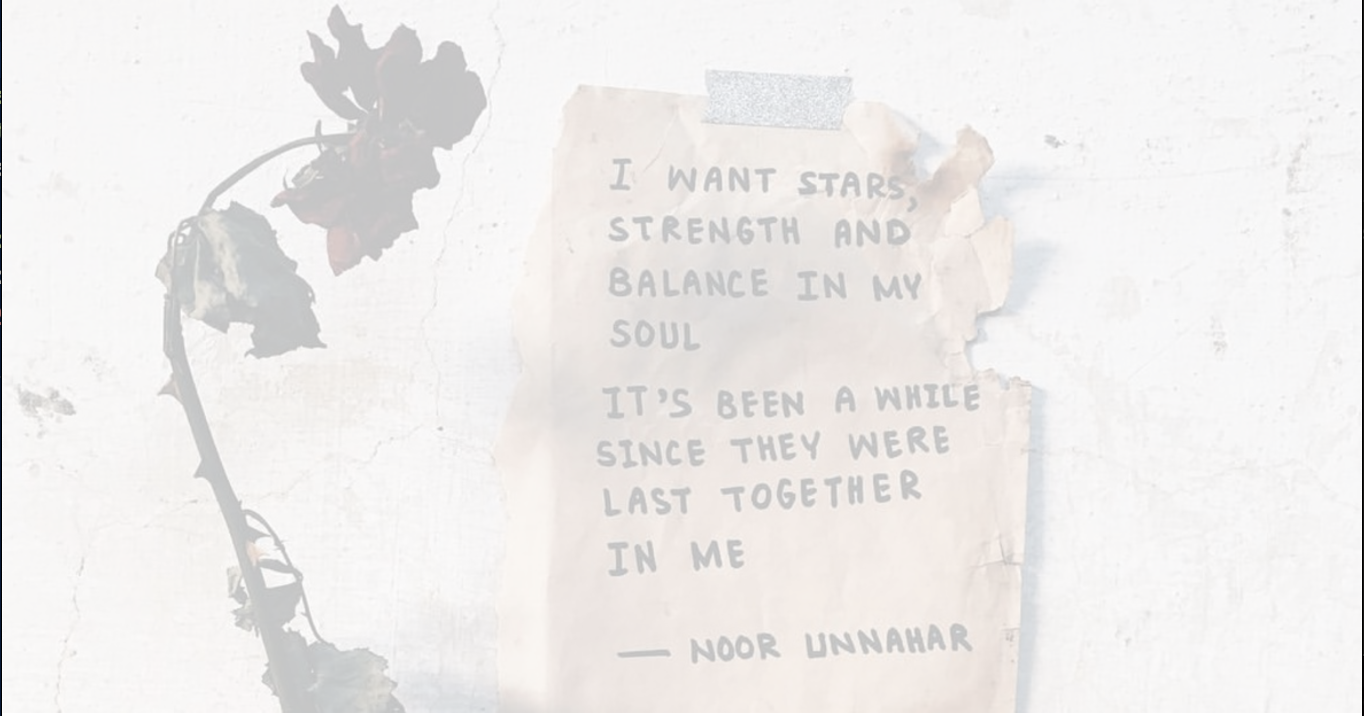 I WANT STARS,
STRENGTH AND
BALANCE IN MY
SOUL
IT'S BEEN A WHILE
SINCE THEY WERE
LAST TOGETHER
IN ME
— NOOR UNNAHAR